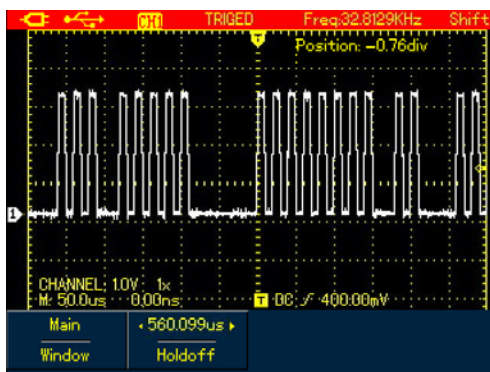 CH1 TRIGED Freq:32.8129KHz Shift
T
Position: -0.76div
1
CHANNEL: 1.0V 1x
M: 50.0us 0.00ns T DC 400.00mV
Main 560.099us
Window Holdoff